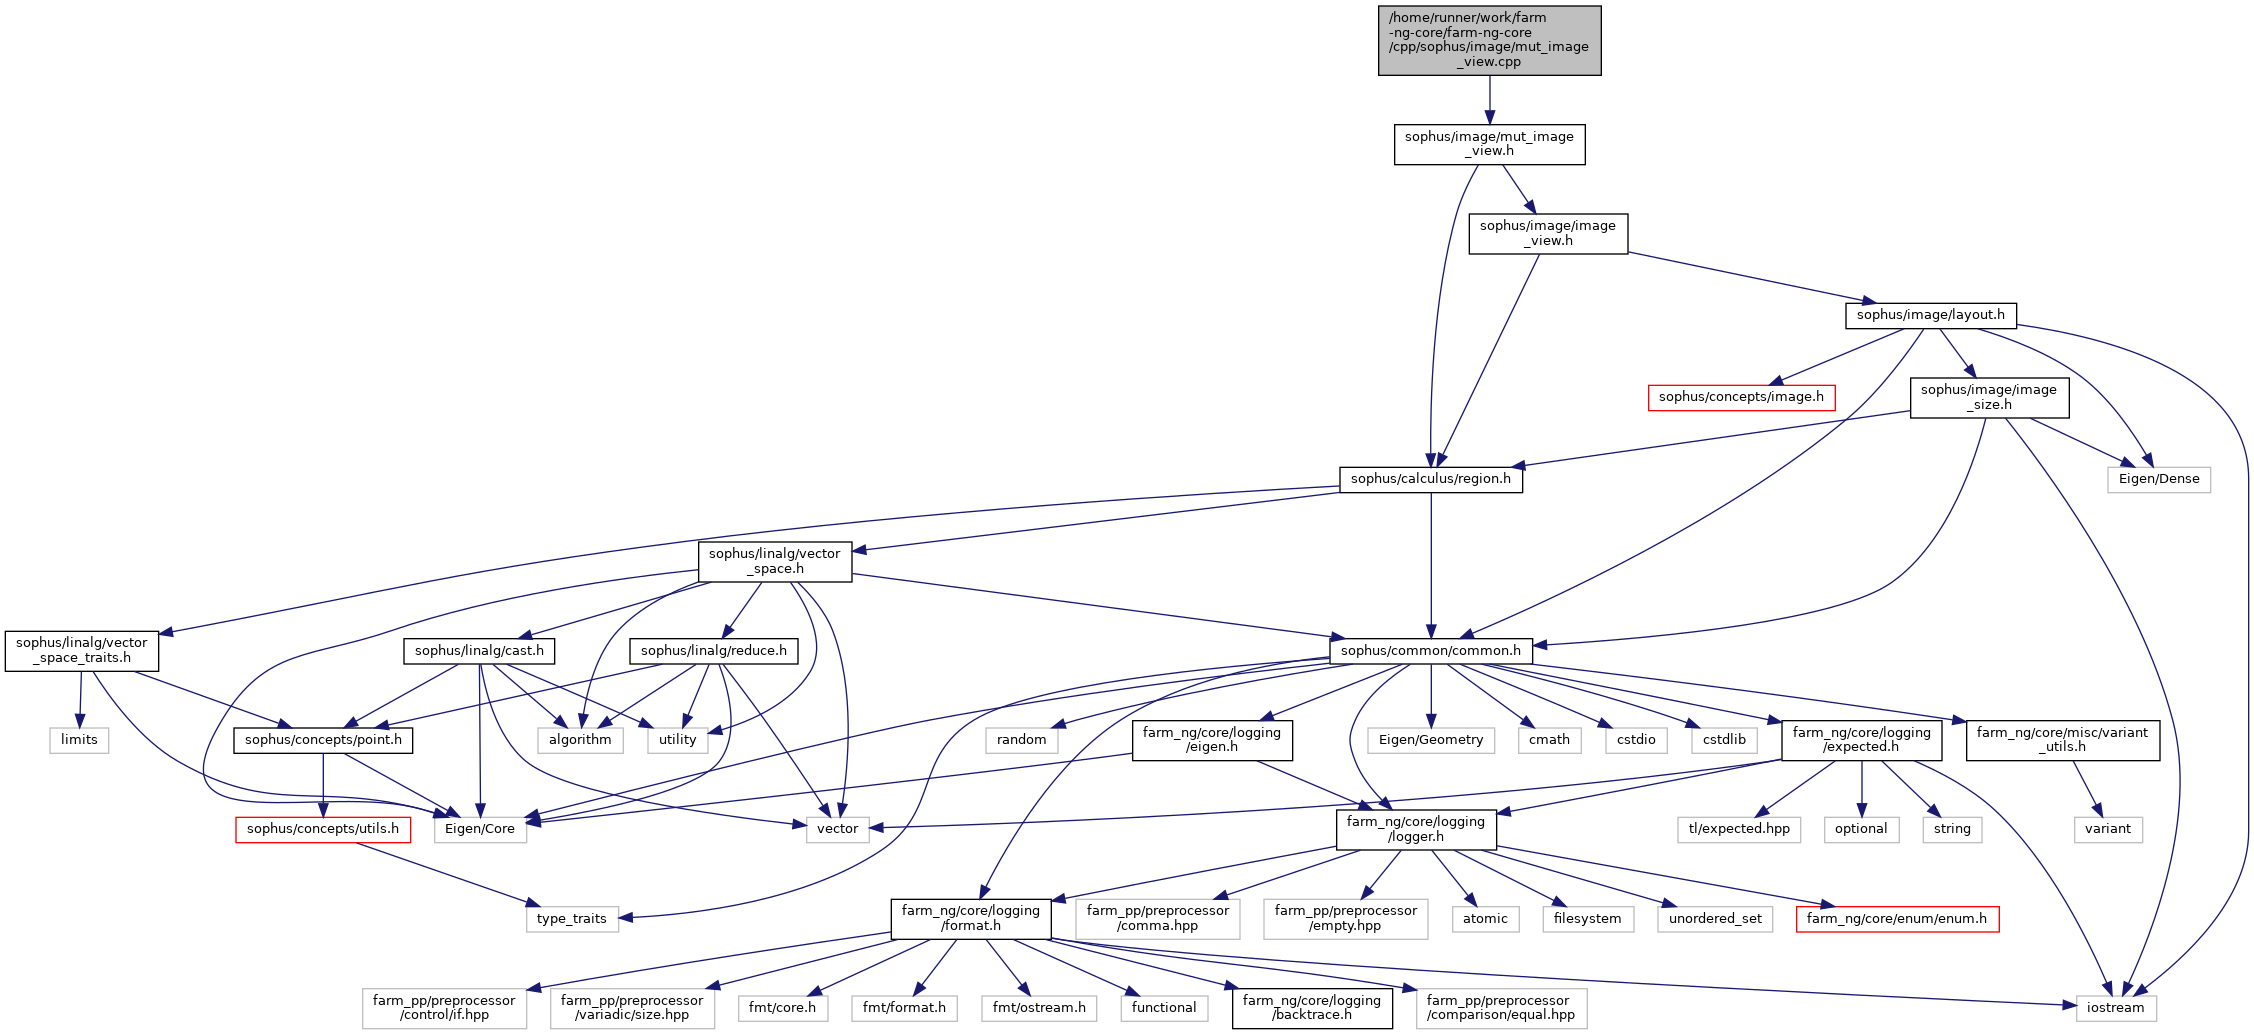 /home/runner/work/farm
-ng-core/farm-ng-core
/cpp/sophus/image/mut_image
_view.cpp
sophus/image/mut_image
_view.h
sophus/image/image
_view.h
sophus/image/layout.h
sophus/concepts/image.h
sophus/image/image
_size.h
sophus/calculus/region.h
Eigen/Dense
sophus/linalg/vector
_space.h
sophus/linalg/vector
_space_traits.h
sophus/linalg/cast.h
sophus/linalg/reduce.h
sophus/common/common.h
limits
sophus/concepts/point.h
algorithm
utility
random
farm_ng/core/logging
/eigen.h
Eigen/Geometry
cmath
cstdio
cstdlib
farm_ng/core/logging
/expected.h
farm_ng/core/misc/variant
_utils.h
sophus/concepts/utils.h
Eigen/Core
vector
farm_ng/core/logging
/logger.h
tl/expected.hpp
optional
string
variant
type_traits
farm_ng/core/logging
/format.h
farm_pp/preprocessor
/comma.hpp
farm_pp/preprocessor
/empty.hpp
atomic
filesystem
unordered_set
farm_ng/core/enum/enum.h
farm_pp/preprocessor
/control/if.hpp
farm_pp/preprocessor
/variadic/size.hpp
fmt/core.h
fmt/format.h
fmt/ostream.h
functional
farm_ng/core/logging
/backtrace.h
farm_pp/preprocessor
/comparison/equal.hpp
iostream